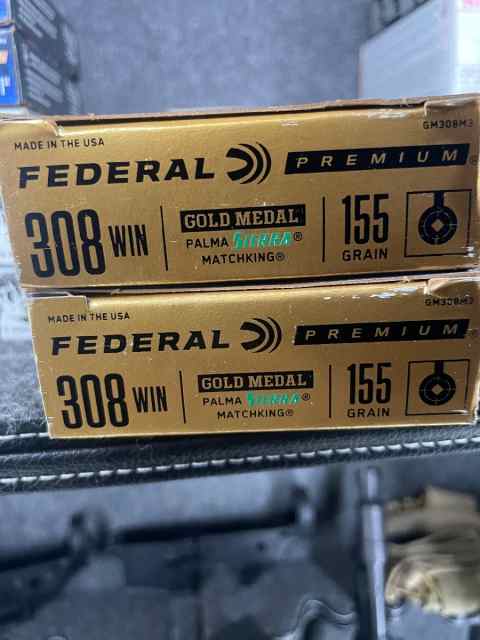 MADE IN THE USA
GM308M3
FEDERAL PREMIUM®
308 WIN
GOLD MEDAL®
PALMA SIERRA®
MATCHKING®
155
GRAIN
MADE IN THE USA
GM308M3
FEDERAL PREMIUM
308 WIN
GOLD MEDAL®
PALMA SIERRA®
MATCHKING®
155
GRAIN